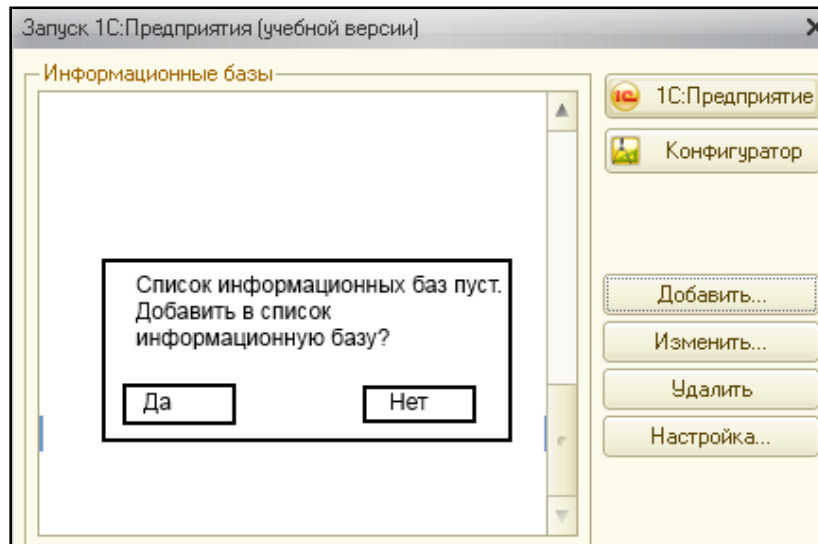 Запуск 1С:Предприятия (учебной версии)
Информационные базы
1С:Предприятие
Конфигуратор
Список информационных баз пуст.
Добавить в список
информационную базу?
Да
Нет
Добавить...
Изменить...
Удалить
Настройка...